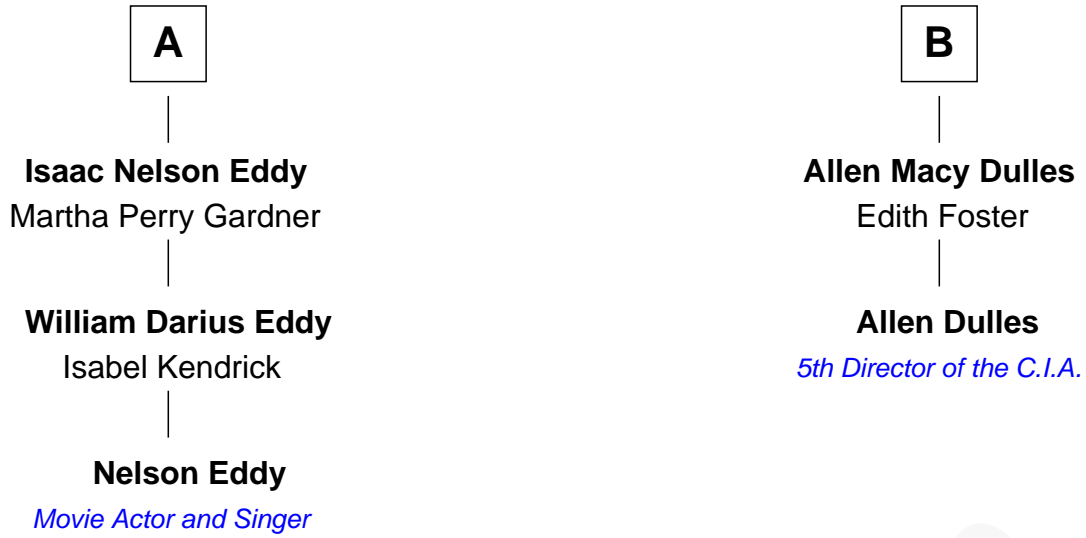 A
Isaac Nelson Eddy
Martha Perry Gardner
William Darius Eddy
Isabel Kendrick
Nelson Eddy
Movie Actor and Singer
B
Allen Macy Dulles
Edith Foster
Allen Dulles
5th Director of the C.I.A.